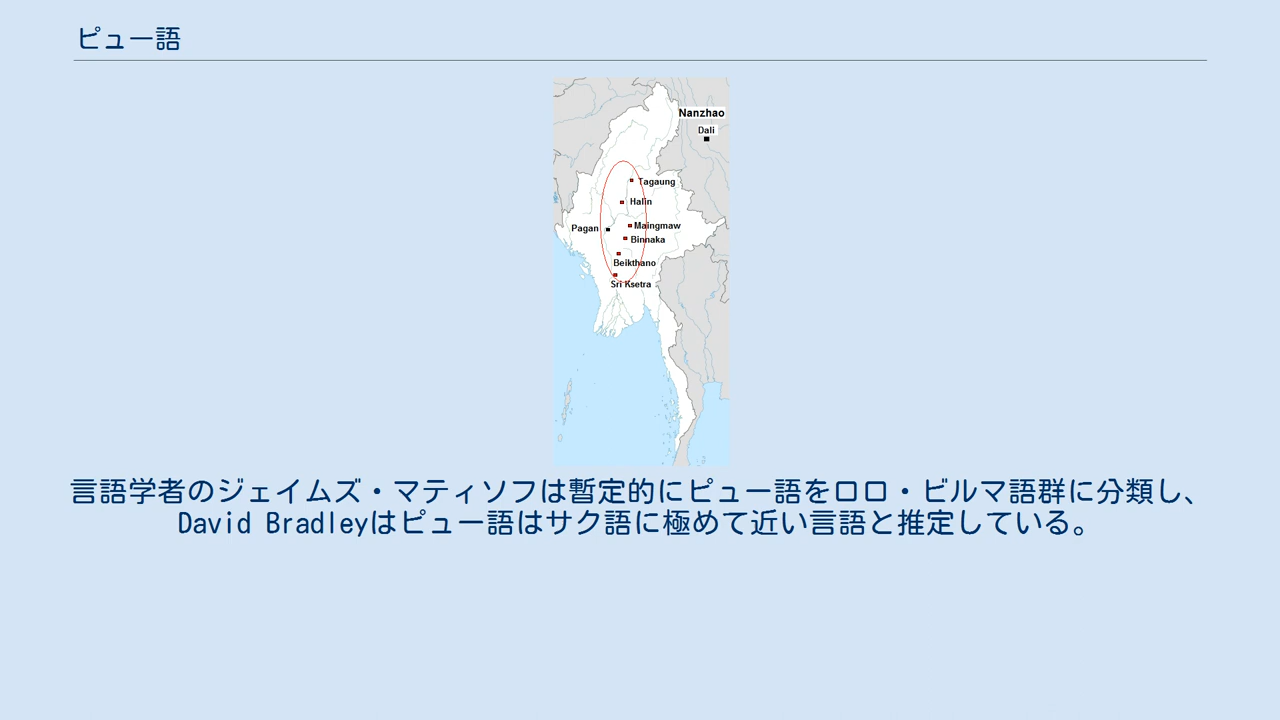 ピュー語
Nanzhao
Dali
Tagaung
Halin
Maingmaw
Pagan
Binnaka
Beikthano
Sri Ksetra
言語学者のジェイムズ・マティソフは暫定的にピュー語をロロ・ビルマ語群に分類し、
David Bradleyはピュー語はサク語に極めて近い言語と推定している。